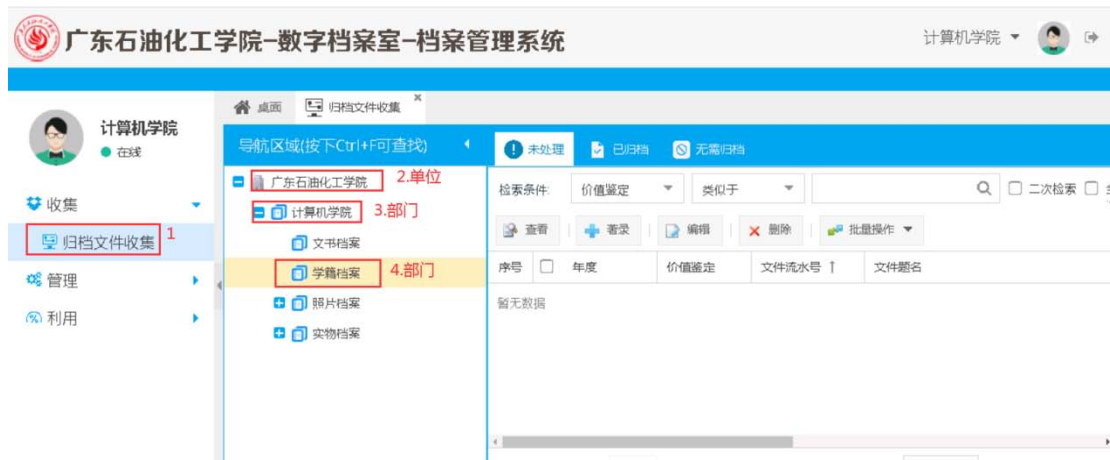 广东石油化工学院-数字档案室-档案管理系统
计算机学院
桌面 归档文件收集
计算机学院
在线
导航区域(按下Ctrl+F可查找)
未处理 已归档 无需归档
广东石油化工学院 2.单位
检索条件: 价值鉴定 类似于 二次检索
收集
计算机学院 3.部门
归档文件收集 1
查看 著录 编辑 删除 批量操作
文书档案
学籍档案 4.部门
序号 年度 价值鉴定 文件流水号 文件题名
管理
照片档案
暂无数据
利用
实物档案